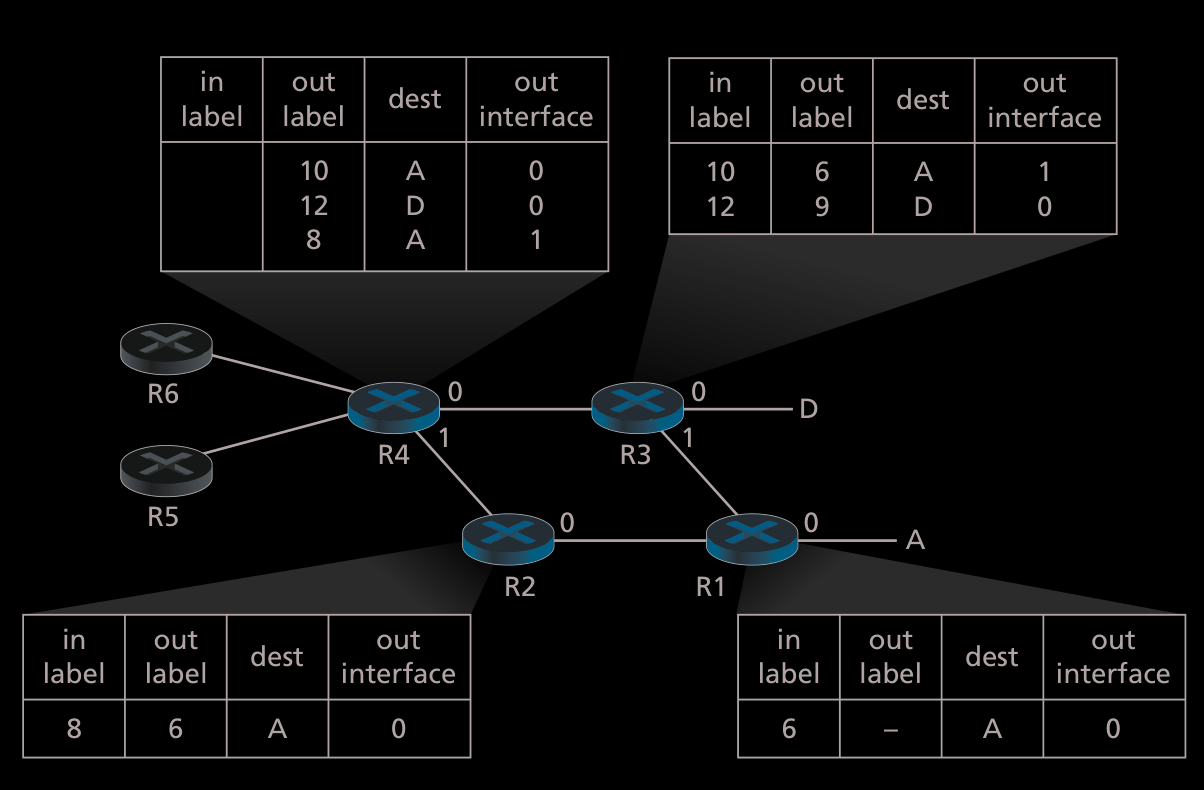 in label | out label | dest | out interface
10 | A | 0
12 | D | 0
8 | A | 1
in label | out label | dest | out interface
10 | 6 | A | 1
12 | 9 | D | 0
R6
R5
0
R4
1
0
R3
1
D
0
R2
0
R1
A
in label | out label | dest | out interface
8 | 6 | A | 0
in label | out label | dest | out interface
6 | – | A | 0